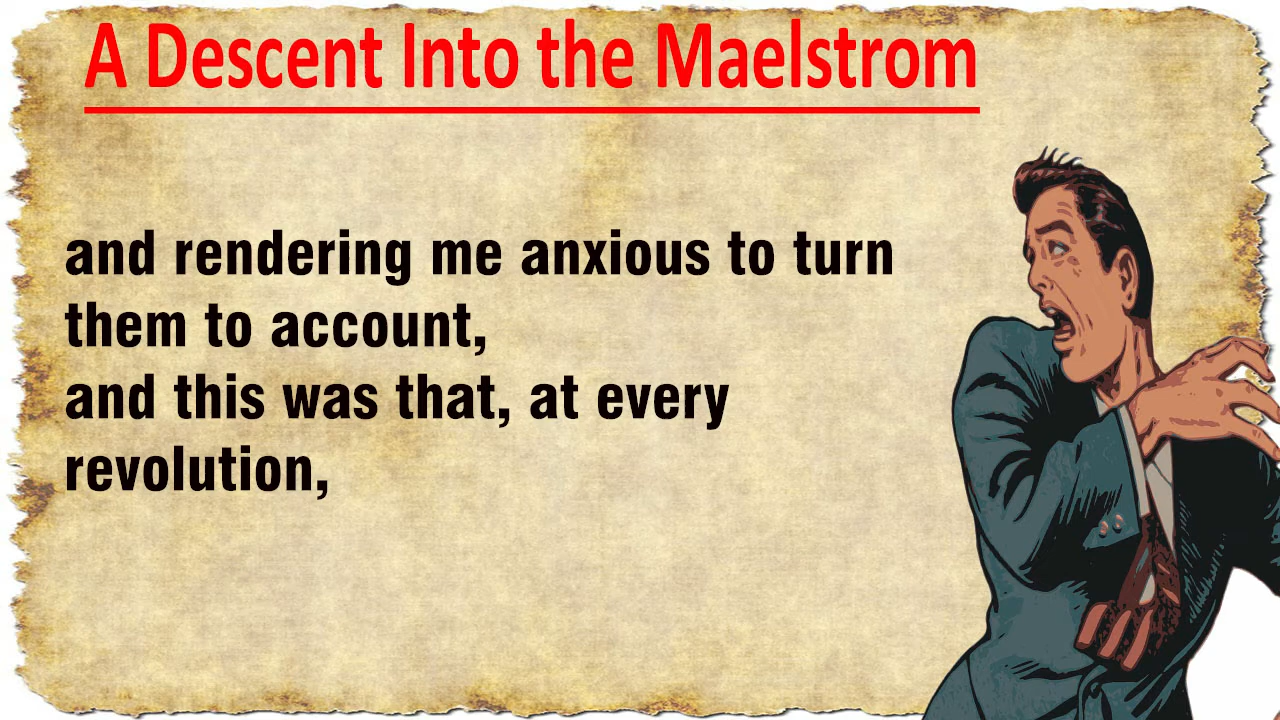 A Descent Into the Maelstrom
and rendering me anxious to turn
them to account,
and this was that, at every
revolution,